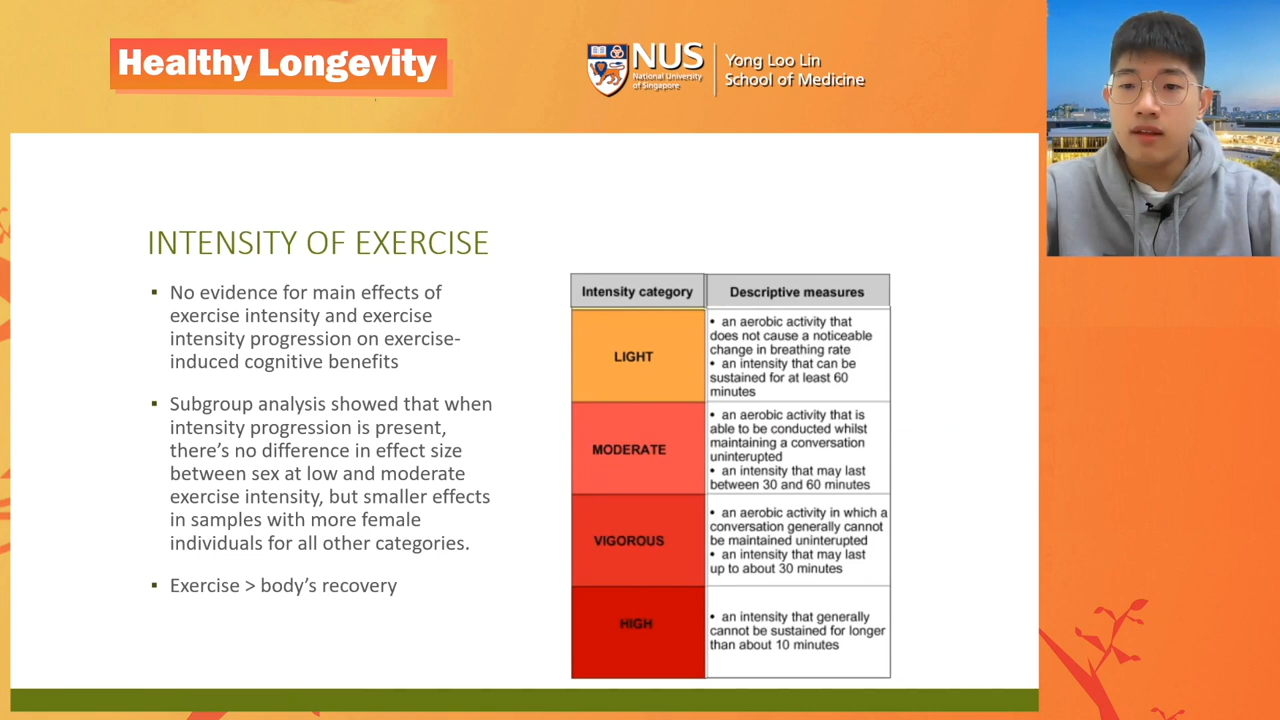 Healthy Longevity
NUS
National University
of Singapore
Yong Loo Lin
School of Medicine
INTENSITY OF EXERCISE
▪ No evidence for main effects of
exercise intensity and exercise
intensity progression on exercise-
induced cognitive benefits
▪ Subgroup analysis showed that when
intensity progression is present,
there's no difference in effect size
between sex at low and moderate
exercise intensity, but smaller effects
in samples with more female
individuals for all other categories.
▪ Exercise > body's recovery
Intensity category
Descriptive measures
LIGHT
• an aerobic activity that
does not cause a noticeable
change in breathing rate
• an intensity that can be
sustained for at least 60
minutes
MODERATE
• an aerobic activity that is
able to be conducted whilst
maintaining a conversation
uninterupted
• an intensity that may last
between 30 and 60 minutes
VIGOROUS
• an aerobic activity in which a
conversation generally cannot
be maintained uninterupted
• an intensity that may last
up to about 30 minutes
HIGH
• an intensity that generally
cannot be sustained for longer
than about 10 minutes